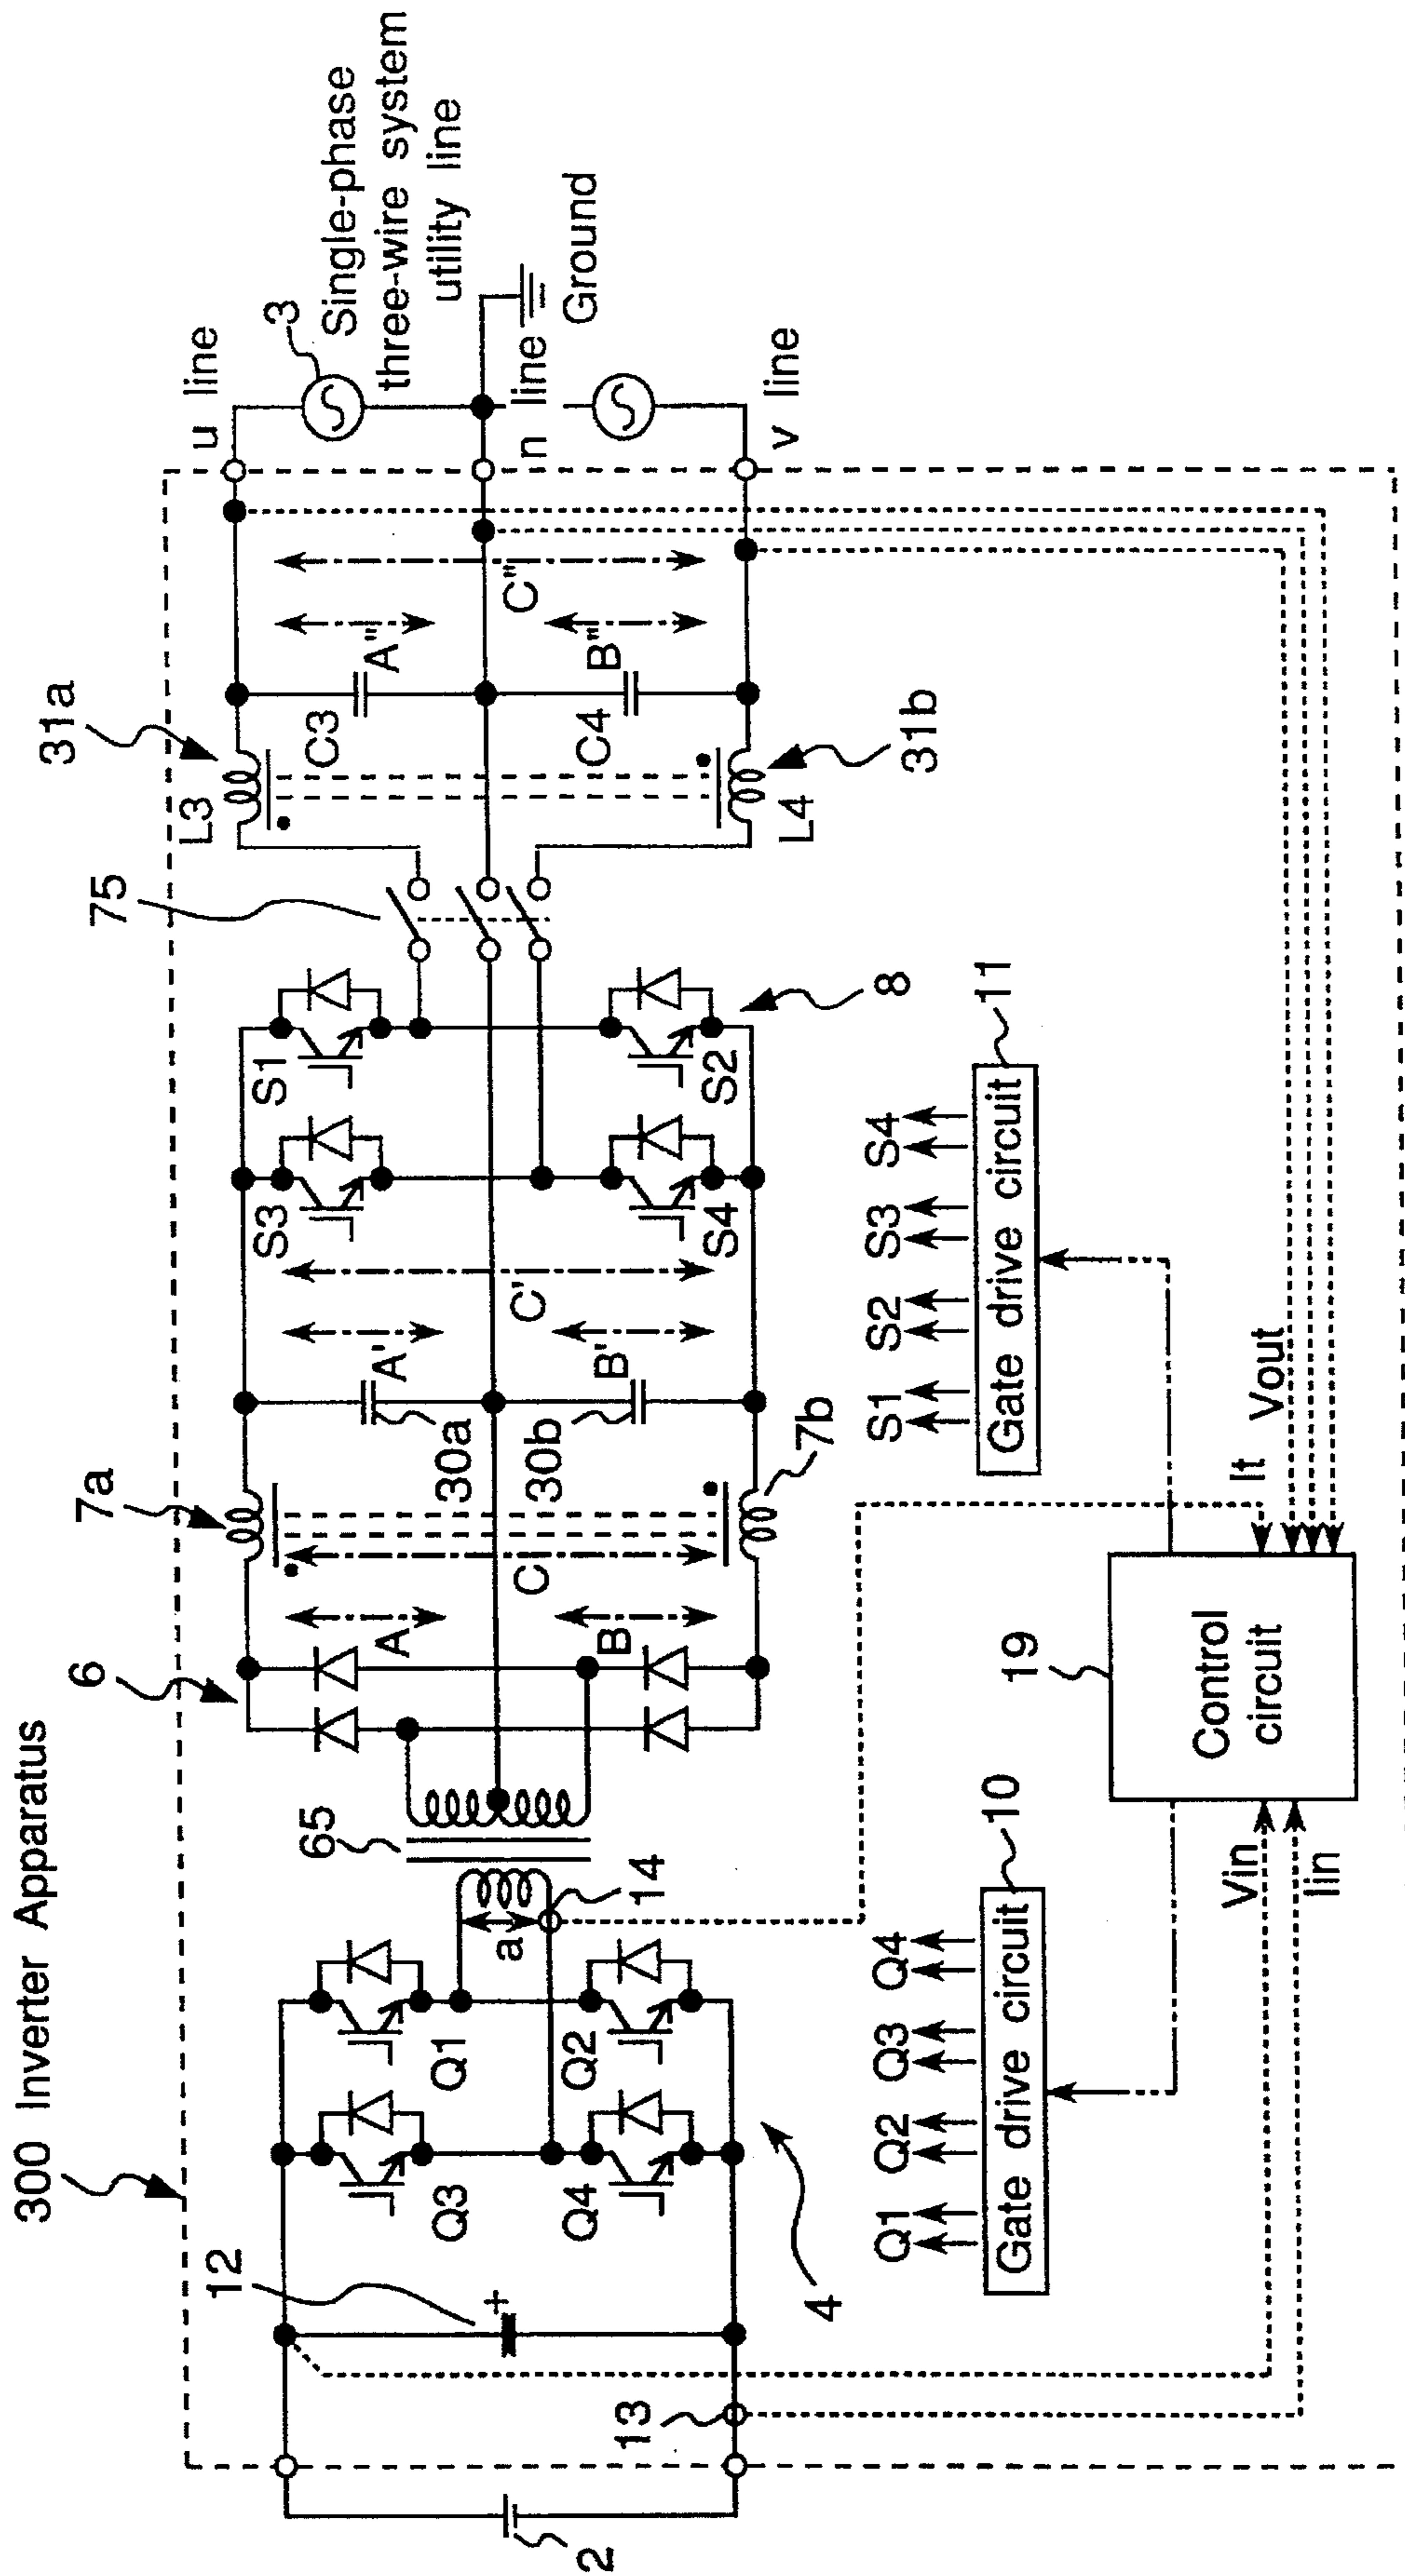 300 Inverter Apparatus
2
13
12
4
Q3
Q4
Q1
Q2
a
14
65
6
A
B
C
7a
7b
30a
30b
A'
B'
C'
S3
S4
S1
S2
8
75
L3
L4
31a
31b
C3
C4
A"
B"
C"
u line
n line
v line
3
Single-phase
three-wire system
utility line
Ground
Q1 Q2 Q3 Q4
Gate drive circuit
10
S1 S2 S3 S4
Gate drive circuit
11
Vin
Iin
19
Control
circuit
It
Vout